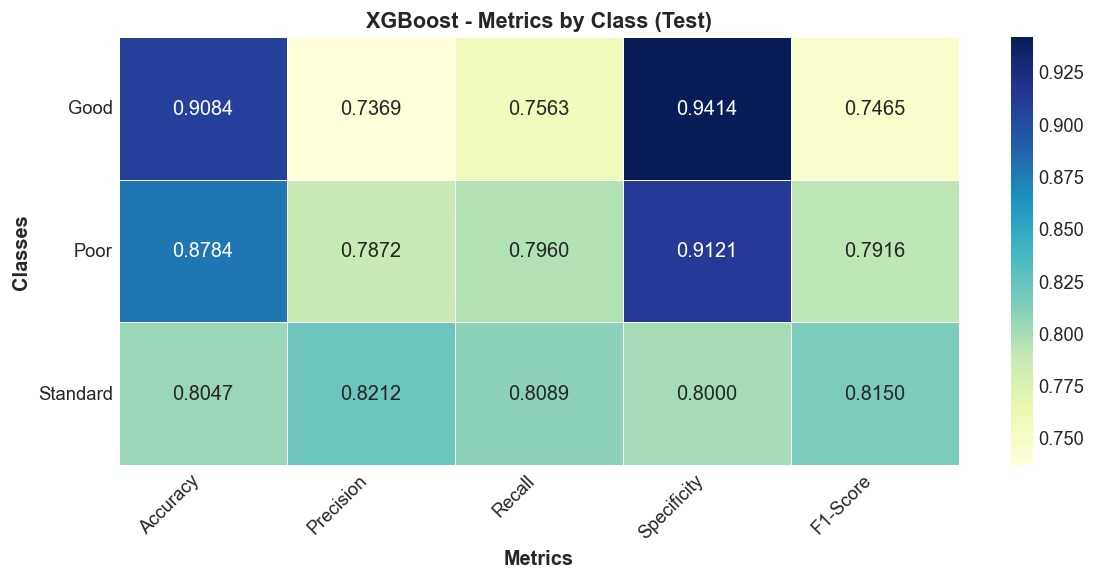 XGBoost - Metrics by Class (Test)
Classes
Good 0.9084 0.7369 0.7563 0.9414 0.7465
Poor 0.8784 0.7872 0.7960 0.9121 0.7916
Standard 0.8047 0.8212 0.8089 0.8000 0.8150
Accuracy Precision Recall Specificity F1-Score
Metrics
0.925
0.900
0.875
0.850
0.825
0.800
0.775
0.750